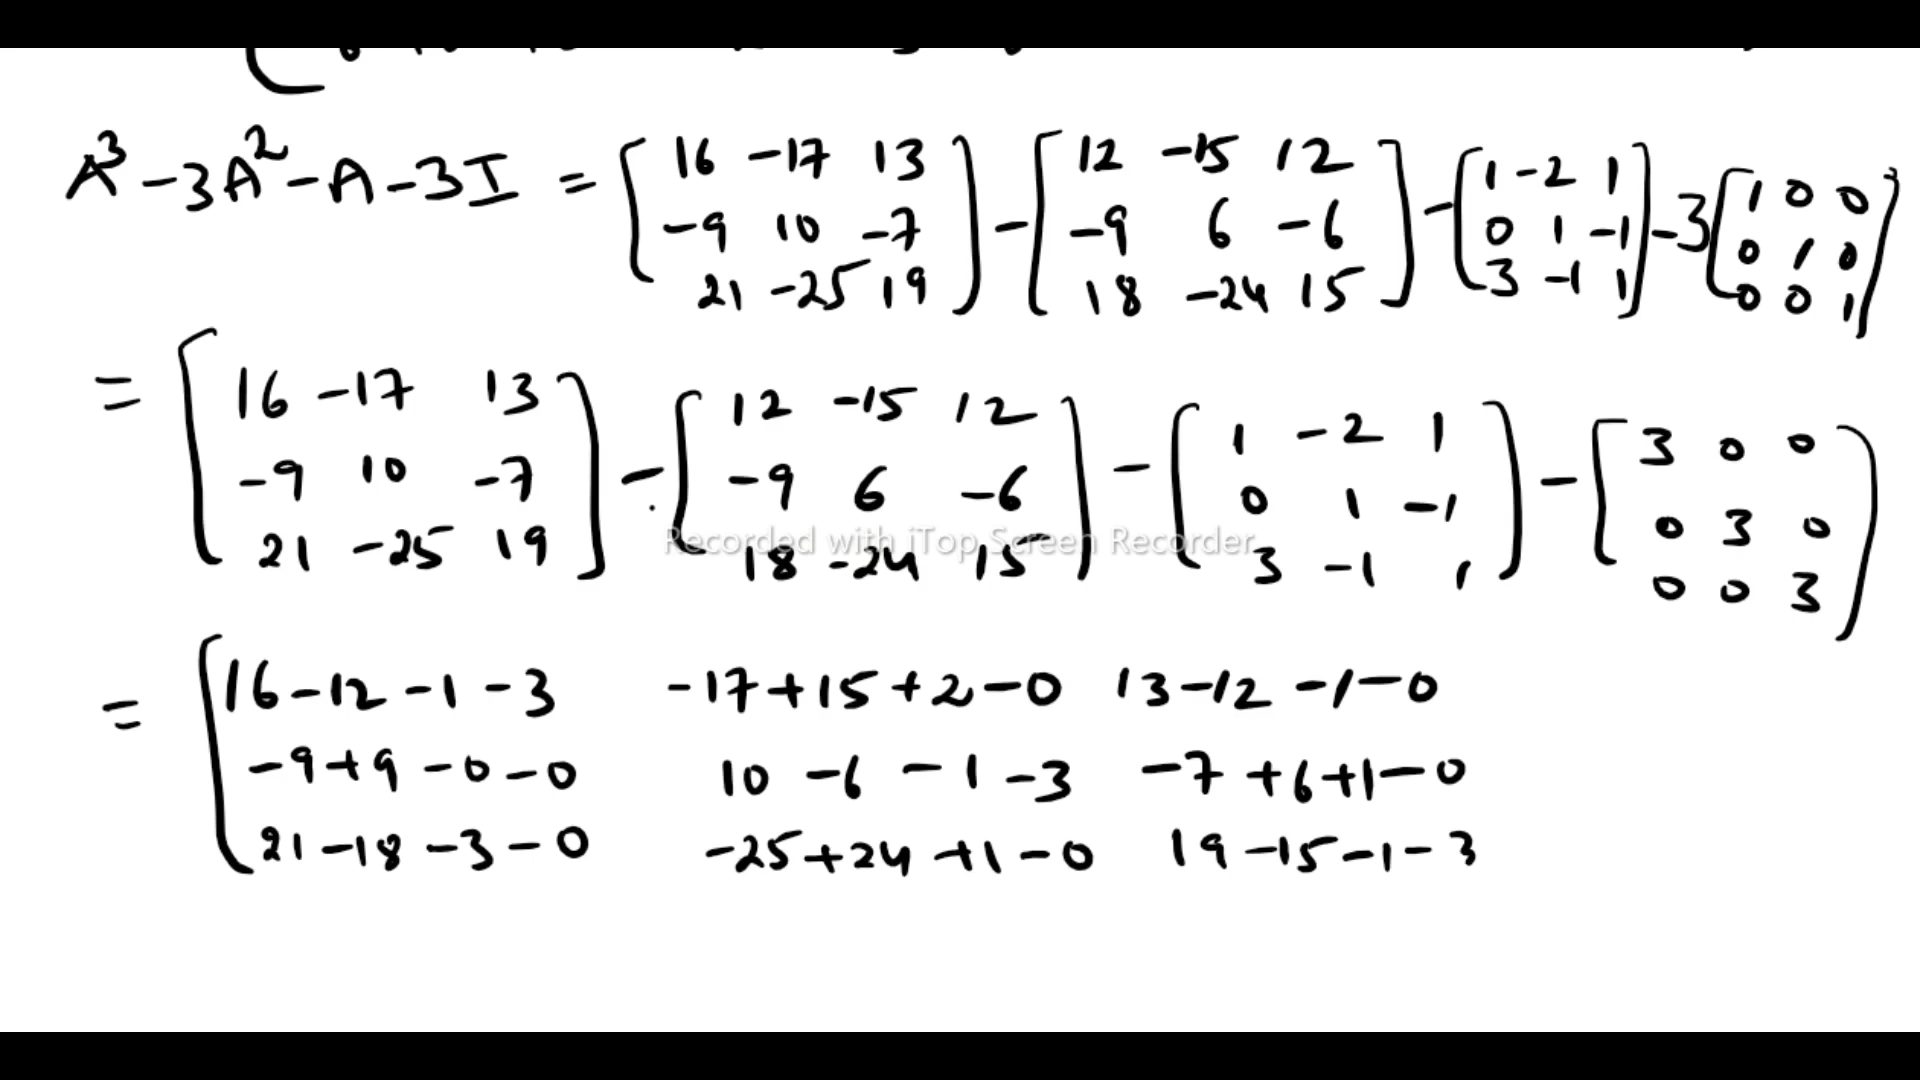 A³ - 3A² - A - 3I = [16 -17 13] - [12 -15 12] - [1 -2 1] - 3[1 0 0]
-9 10 -7 -9 6 -6 0 1 -1 0 1 0
21 -25 19 18 -24 15 3 -1 1 0 0 1
= [16 -17 13] - [12 -15 12] - [1 -2 1] - [3 0 0]
-9 10 -7 -9 6 -6 0 1 -1 0 3 0
Recorded with iTop Screen Recorder
21 -25 19 18 -24 15 3 -1 1 0 0 3
= [16-12-1-3 -17+15+2-0 13-12-1-0
-9+9-0-0 10-6-1-3 -7+6+1-0
21-18-3-0 -25+24+1-0 19-15-1-3